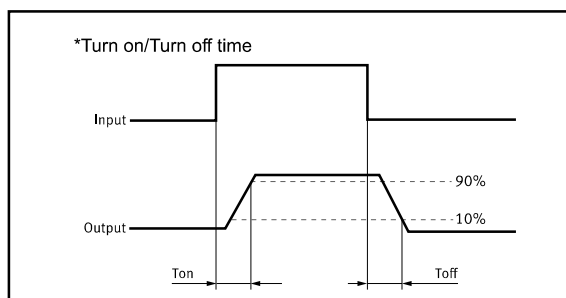 *Turn on/Turn off time
Input
90%
10%
Output
Ton
Toff